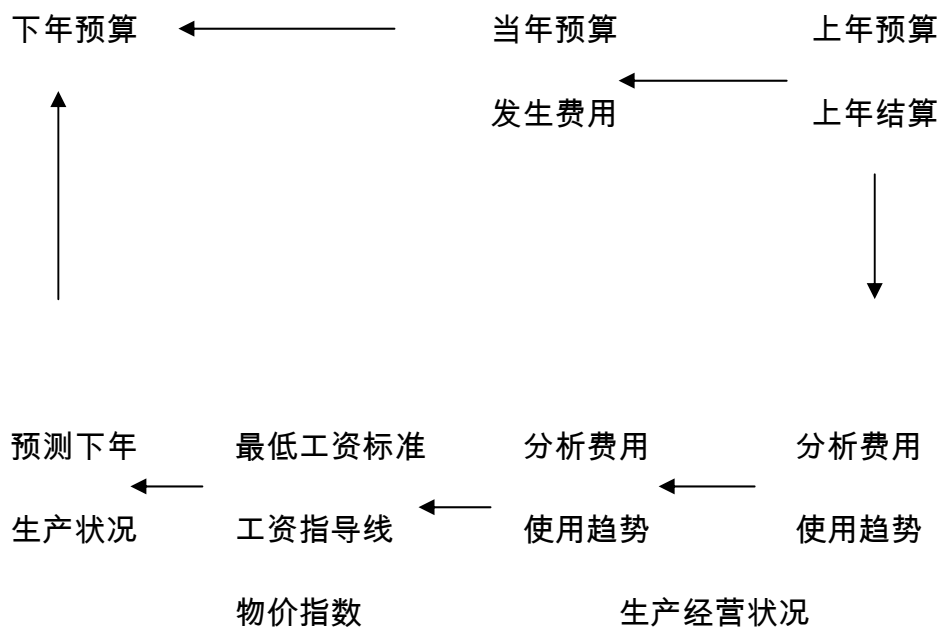 下年预算 当年预算 上年预算
发生费用 上年结算
预测下年 最低工资标准 分析费用 分析费用
生产状况 工资指导线 使用趋势 使用趋势
物价指数 生产经营状况